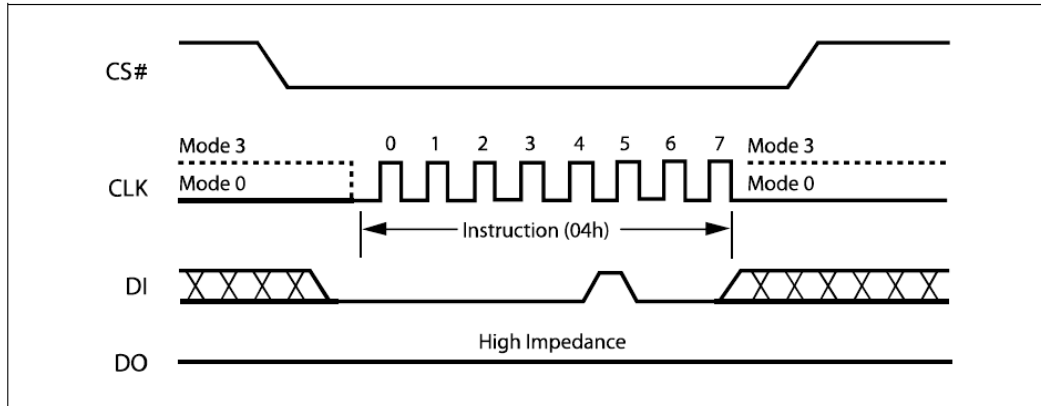 CS#
Mode 3
0 1 2 3 4 5 6 7
Mode 3
CLK
Mode 0
Mode 0
Instruction (04h)
DI
High Impedance
DO